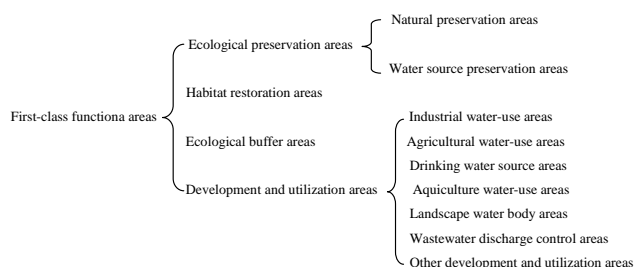 Natural preservation areas
Ecological preservation areas
Water source preservation areas
Habitat restoration areas
First-class functiona areas
Industrial water-use areas
Ecological buffer areas
Agricultural water-use areas
Drinking water source areas
Development and utilization areas
Aquiculture water-use areas
Landscape water body areas
Wastewater discharge control areas
Other development and utilization areas